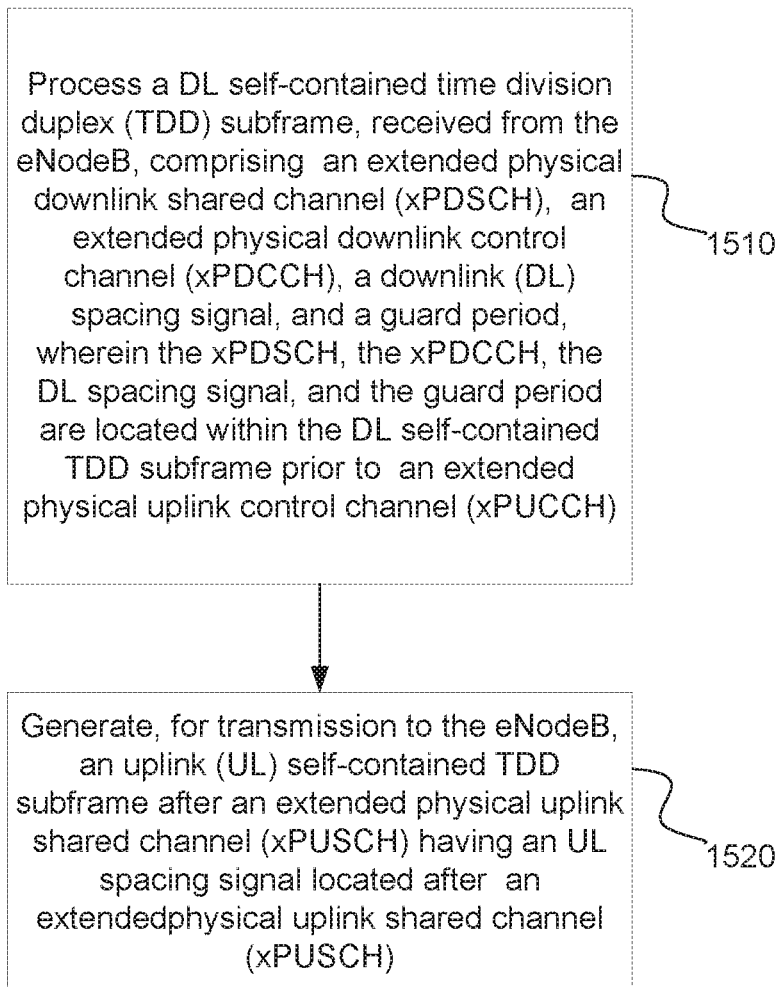 Process a DL self-contained time division
duplex (TDD) subframe, received from the
eNodeB, comprising an extended physical
downlink shared channel (xPDSCH), an
extended physical downlink control
channel (xPDCCH), a downlink (DL)
spacing signal, and a guard period,
wherein the xPDSCH, the xPDCCH, the
DL spacing signal, and the guard period
are located within the DL self-contained
TDD subframe prior to an extended
physical uplink control channel (xPUCCH)
1510
Generate, for transmission to the eNodeB,
an uplink (UL) self-contained TDD
subframe after an extended physical uplink
shared channel (xPUSCH) having an UL
spacing signal located after an
extendedphysical uplink shared channel
(xPUSCH)
1520